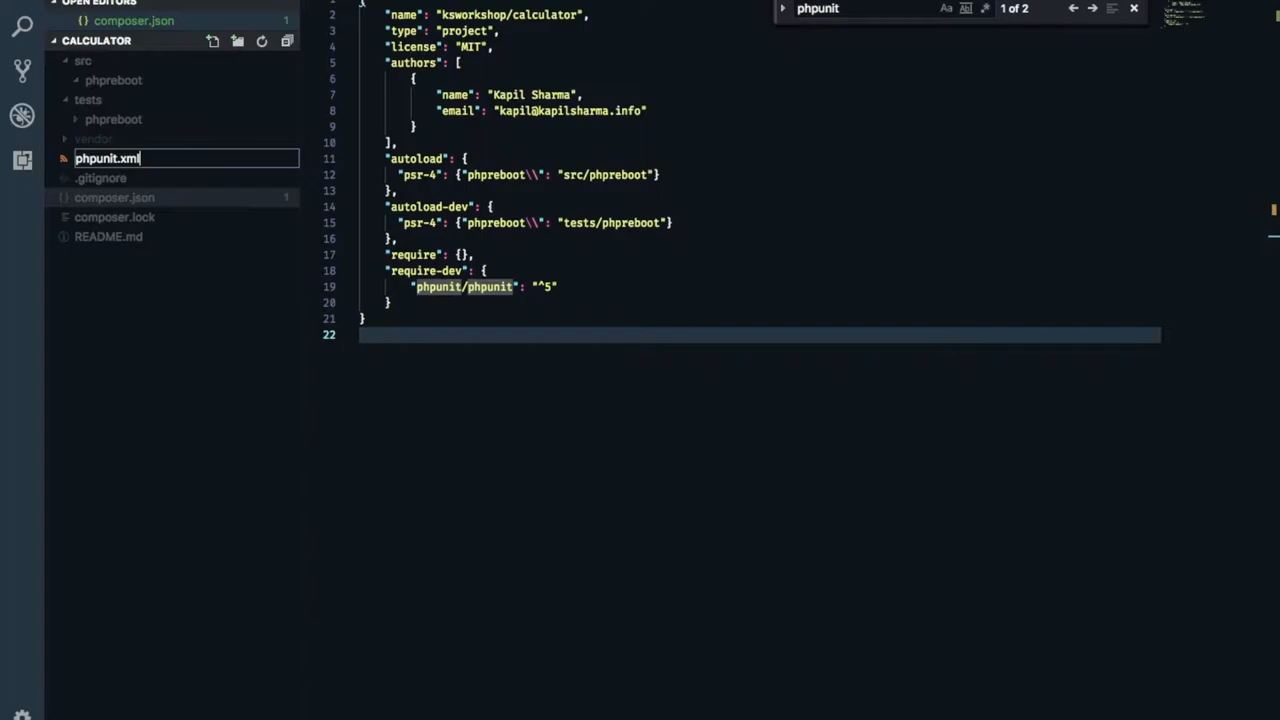 OPEN EDITORS
{} composer.json 1
CALCULATOR
src
phpreboot
tests
phpreboot
vendor
phpunit.xml
.gitignore
{} composer.json 1
composer.lock
README.md
phpunit
Aa Abl .* 1 of 2
1 {
2 "name": "ksworkshop/calculator",
3 "type": "project",
4 "license": "MIT",
5 "authors": [
6 {
7 "name": "Kapil Sharma",
8 "email": "kapil@kapilsharma.info"
9 }
10 ],
11 "autoload": {
12 "psr-4": {"phpreboot\\": "src/phpreboot"}
13 },
14 "autoload-dev": {
15 "psr-4": {"phpreboot\\": "tests/phpreboot"}
16 },
17 "require": {},
18 "require-dev": {
19 "phpunit/phpunit": "^5"
20 }
21 }
22